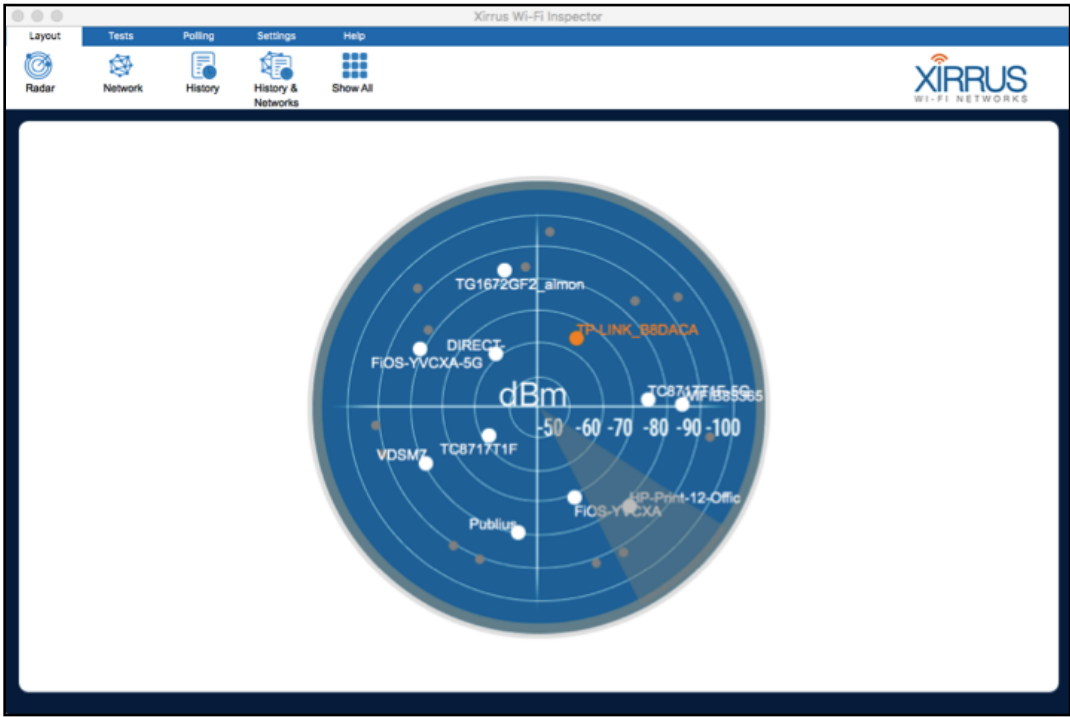 Xirrus Wi-Fi Inspector
Layout Tests Polling Settings Help
Radar Network History History & Networks Show All
XIRRUS
WI-FI NETWORKS
TG1672GF2_almon
TP-LINK_B8DACA
DIRECT-
FiOS-YVCXA-5G
TC8717T1F-5G
dBm
-50 -60 -70 -80 -90 -100
TC8717T1F
VDSM7
HP-Print-12-Offic
FiOS-YVCXA
Publius